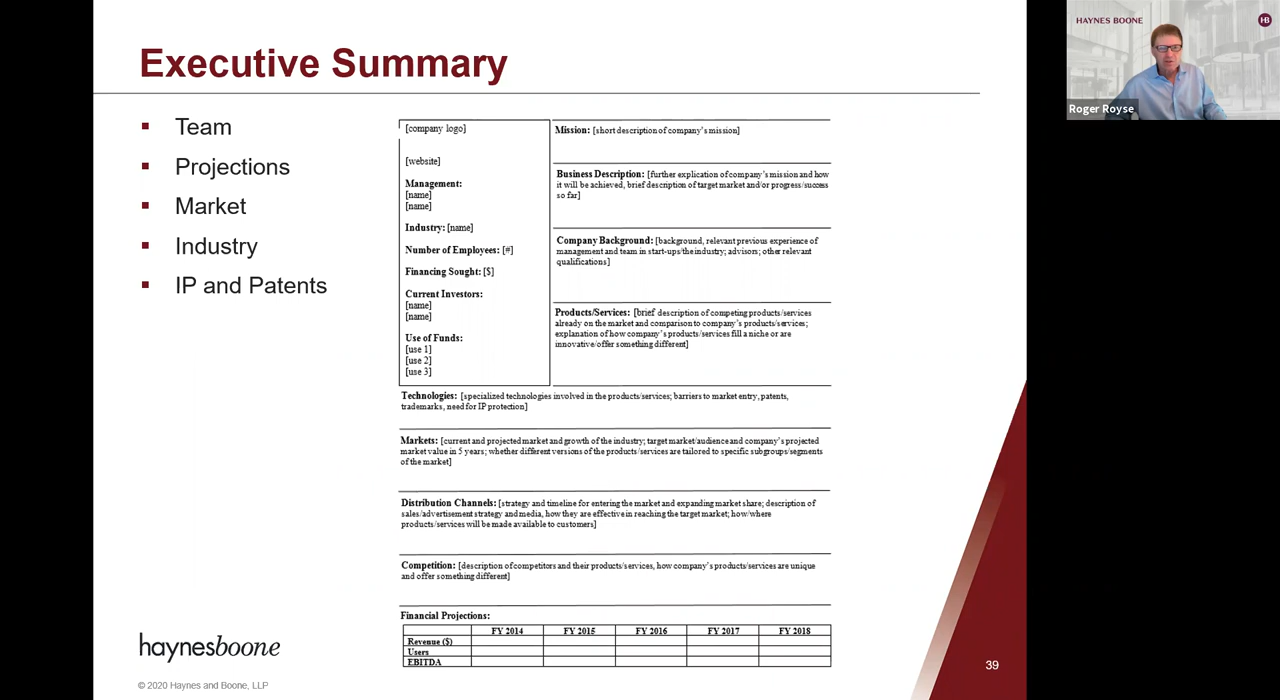 Executive Summary
▪ Team
▪ Projections
▪ Market
▪ Industry
▪ IP and Patents
[company logo]
[website]
Management:
[name]
[name]
Industry: [name]
Number of Employees: [#]
Financing Sought: [$]
Current Investors:
[name]
[name]
Use of Funds:
[use 1]
[use 2]
[use 3]
Mission: [short description of company's mission]
Business Description: [further explication of company's mission and how
it will be achieved, brief description of target market and/or progress/success
so far]
Company Background: [background, relevant previous experience of
management and team in start-ups/the industry; advisors; other relevant
qualifications]
Products/Services: [brief description of competing products/services
already on the market and comparison to company's products/services;
explanation of how company's products/services fill a niche or are
innovative/offer something different]
Technologies: [specialized technologies involved in the products/services; barriers to market entry, patents,
trademarks, need for IP protection]
Markets: [current and projected market and growth of the industry; target market/audience and company's projected
market value in 5 years; whether different versions of the products/services are tailored to specific subgroups/segments
of the market]
Distribution Channels: [strategy and timeline for entering the market and expanding market share; description of
sales/advertisement strategy and media, how they are effective in reaching the target market; how/where
products/services will be made available to customers]
Competition: [description of competitors and their products/services, how company's products/services are unique
and offer something different]
Financial Projections:
FY 2014 FY 2015 FY 2016 FY 2017 FY 2018
Revenue ($)
Users
EBITDA
haynesboone
© 2020 Haynes and Boone, LLP
39
HAYNES BOONE
HB
Roger Royse